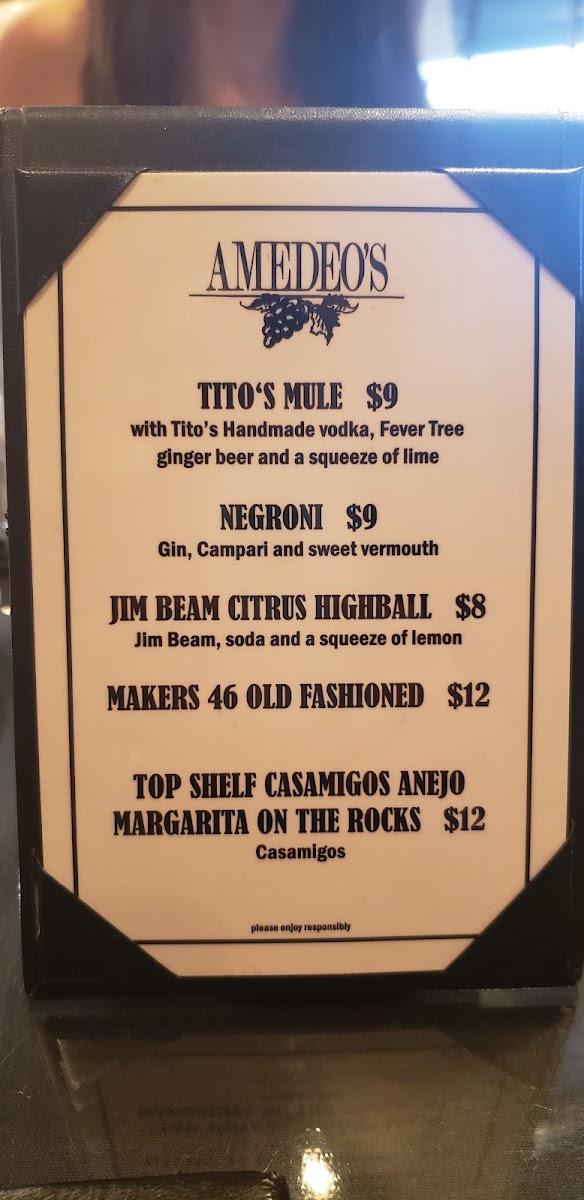 AMEDEO'S
TITO‘S MULE $9
with Tito's Handmade vodka, Fever Tree
ginger beer and a squeeze of lime
NEGRONI $9
Gin, Campari and sweet vermouth
JIM BEAM CITRUS HIGHBALL $8
Jim Beam, soda and a squeeze of lemon
MAKERS 46 OLD FASHIONED $12
TOP SHELF CASAMIGOS ANEJO
MARGARITA ON THE ROCKS $12
Casamigos
please enjoy responsibly